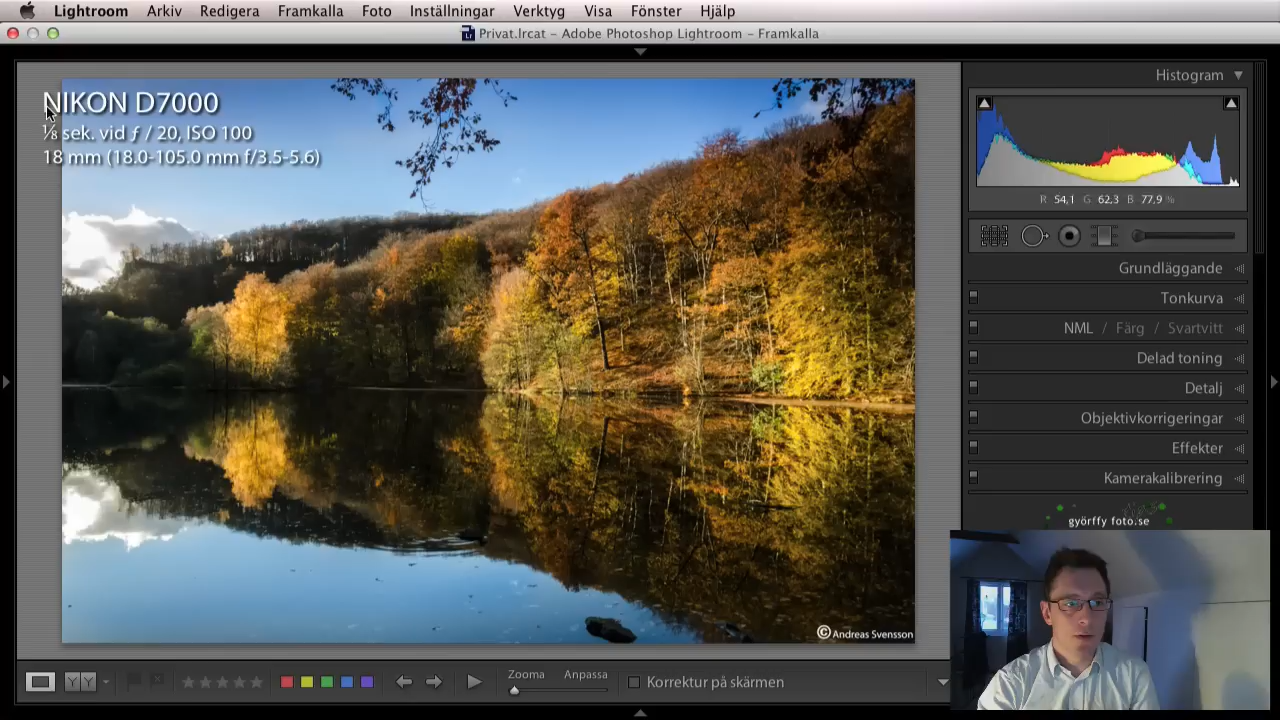 Lightroom Arkiv Redigera Framkalla Foto Inställningar Verktyg Visa Fönster Hjälp
Privat.lrcat – Adobe Photoshop Lightroom – Framkalla
NIKON D7000
⅛ sek. vid ƒ / 20, ISO 100
18 mm (18.0-105.0 mm f/3.5-5.6)
©Andreas Svensson
Histogram
R 54,1 G 62,3 B 77,9 %
Grundläggande
Tonkurva
NML / Färg / Svartvitt
Delad toning
Detalj
Objektivkorrigeringar
Effekter
Kamerakalibrering
györffy foto.se
YY
Zooma Anpassa
Korrektur på skärmen